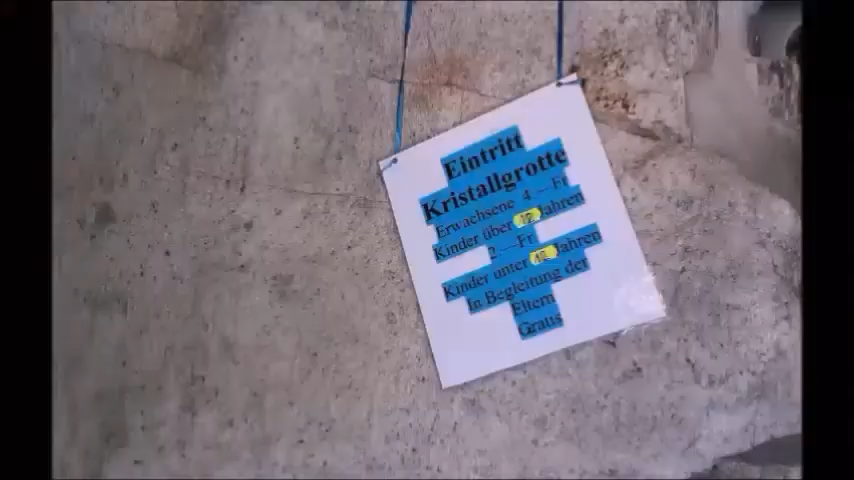 Eintritt
Kristallgrotte
Erwachsene 4.--Fr
Kinder über Jahren
2.--Fr
Kinder unter Jahren
In Begleitung der
Eltern
Gratis